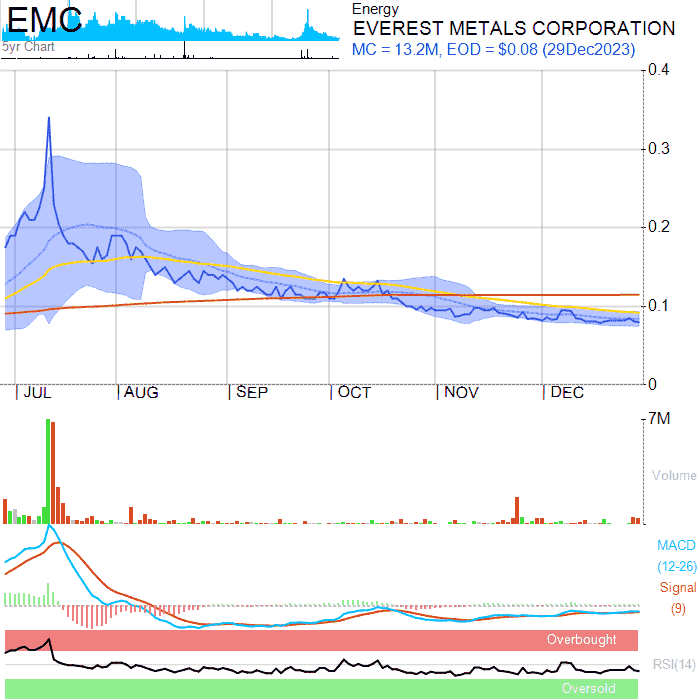 EMC
5yr Chart
Energy
EVEREST METALS CORPORATION
MC = 13.2M, EOD = $0.08 (29Dec2023)
0.4
0.3
0.2
0.1
0
JUL AUG SEP OCT NOV DEC
7M
Volume
MACD
(12-26)
Signal
(9)
Overbought
RSI(14)
Oversold